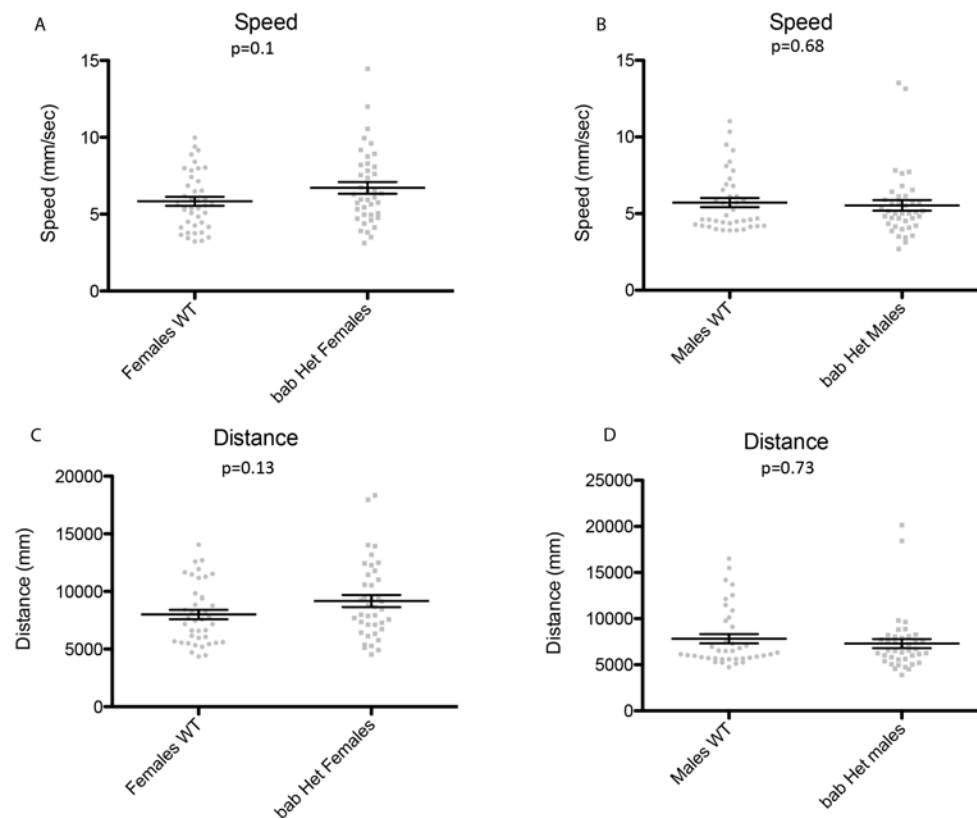 A
Speed
p=0.1
15
10
5
0
Speed (mm/sec)
Females WT
bab Het Females
B
Speed
p=0.68
15
10
5
0
Speed (mm/sec)
Males WT
bab Het Males
C
Distance
p=0.13
20000
15000
10000
5000
0
Distance (mm)
Females WT
bab Het Females
D
Distance
p=0.73
25000
20000
15000
10000
5000
0
Distance (mm)
Males WT
bab Het males